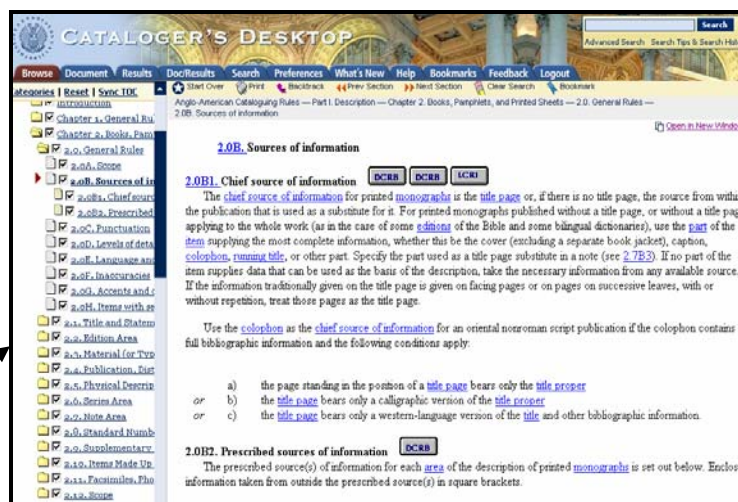 CATALOGER'S DESKTOP
Search
Advanced Search Search Tips & Search
Browse Document Results Doc/Results Search Preferences What's New Help Bookmarks Feedback Logout
ategories | Reset | Sync TOC
Start Over Print Backtrack Prev Section Next Section Clear Search Bookmark
Introduction
Chapter 1. General Ru
Chapter 2. Books, Pam
2.0. General Rules
2.0A. Scope
2.0B. Sources of in
2.0B1. Chief sourc
2.0B2. Prescribed
2.0C. Punctuation
2.0D. Levels of deta
2.0E. Language and
2.0F. Inaccuracies
2.0G. Accents and
2.0H. Items with se
2.1. Title and Statem
2.2. Edition Area
2.3. Material (or Typ
2.4. Publication, Dist
2.5. Physical Descrip
2.6. Series Area
2.7. Note Area
2.8. Standard Numb
2.9. Supplementary
2.10. Items Made Up
2.11. Facsimiles, Pho
2.12. Scope
Anglo-American Cataloguing Rules — Part I. Description — Chapter 2. Books, Pamphlets, and Printed Sheets — 2.0. General Rules —
2.0B. Sources of information
Open in New Windo
2.0B. Sources of information
2.0B1. Chief source of information DCRB DCRB LCRI
The chief source of information for printed monographs is the title page or, if there is no title page, the source from withi
the publication that is used as a substitute for it. For printed monographs published without a title page, or without a title pag
applying to the whole work (as in the case of some editions of the Bible and some bilingual dictionaries), use the part of the
item supplying the most complete information, whether this be the cover (excluding a separate book jacket), caption,
colophon, running title, or other part. Specify the part used as a title page substitute in a note (see 2.7B3). If no part of the
item supplies data that can be used as the basis of the description, take the necessary information from any available source.
If the information traditionally given on the title page is given on facing pages or on pages on successive leaves, with or
without repetition, treat those pages as the title page.
Use the colophon as the chief source of information for an oriental nonroman script publication if the colophon contains
full bibliographic information and the following conditions apply:
a) the page standing in the position of a title page bears only the title proper
or b) the title page bears only a calligraphic version of the title proper
or c) the title page bears only a western-language version of the title and other bibliographic information.
2.0B2. Prescribed sources of information DCRB
The prescribed source(s) of information for each area of the description of printed monographs is set out below. Enclos
information taken from outside the prescribed source(s) in square brackets.